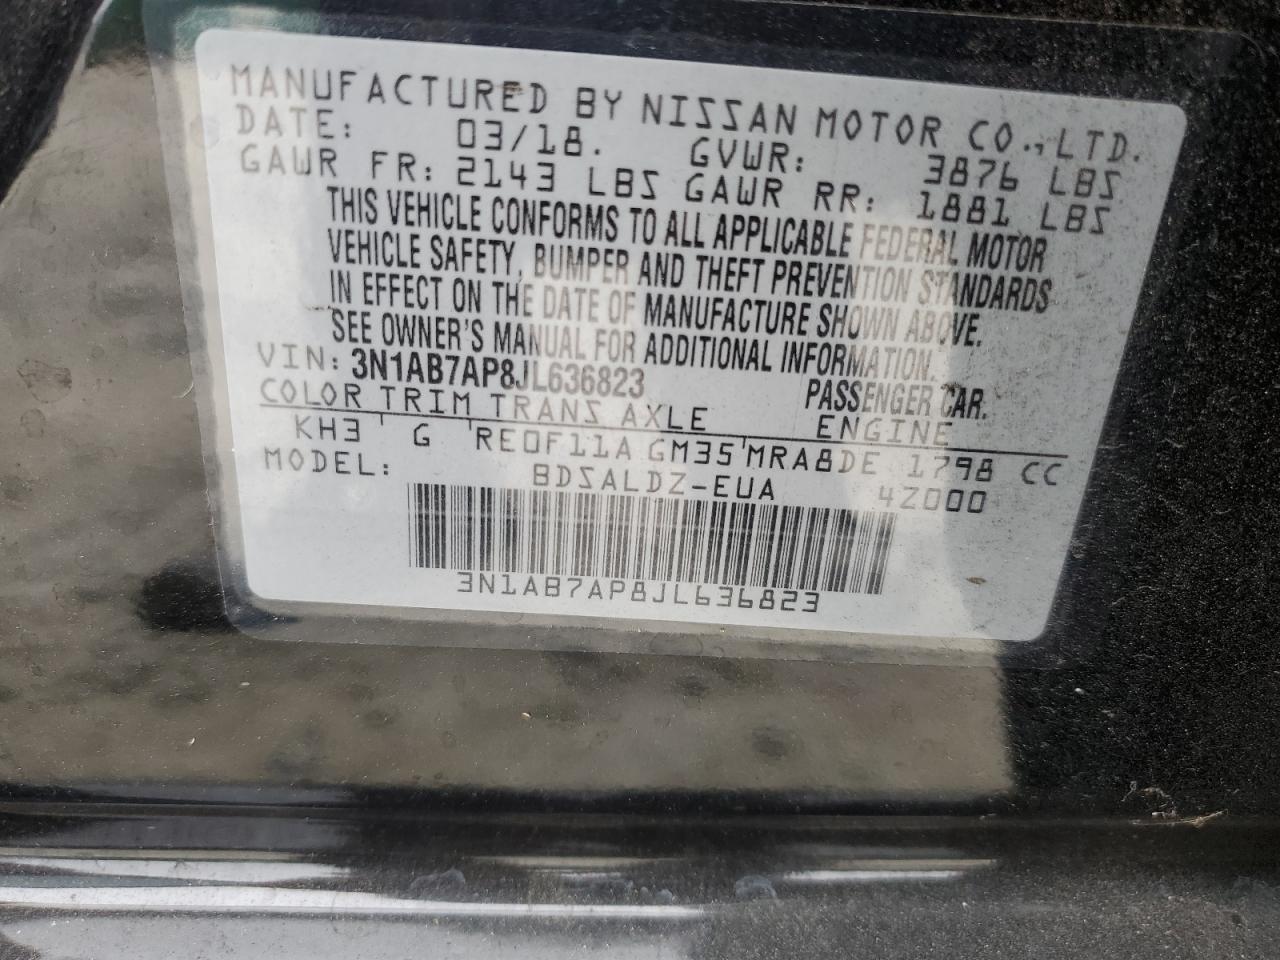 MANUFACTURED BY NISSAN MOTOR CO., LTD.
DATE: 03/18. GVWR: 3876 LBS
GAWR FR: 2143 LBS GAWR RR: 1881 LBS
THIS VEHICLE CONFORMS TO ALL APPLICABLE FEDERAL MOTOR
VEHICLE SAFETY, BUMPER AND THEFT PREVENTION STANDARDS
IN EFFECT ON THE DATE OF MANUFACTURE SHOWN ABOVE.
SEE OWNER'S MANUAL FOR ADDITIONAL INFORMATION.
VIN: 3N1AB7AP8JL636823 PASSENGER CAR.
COLOR TRIM TRANS AXLE ENGINE
KH3 G RE0F11A GM35 MRA8DE 1798 CC
MODEL: BDSALDZ-EUA 4Z000
3N1AB7AP8JL636823